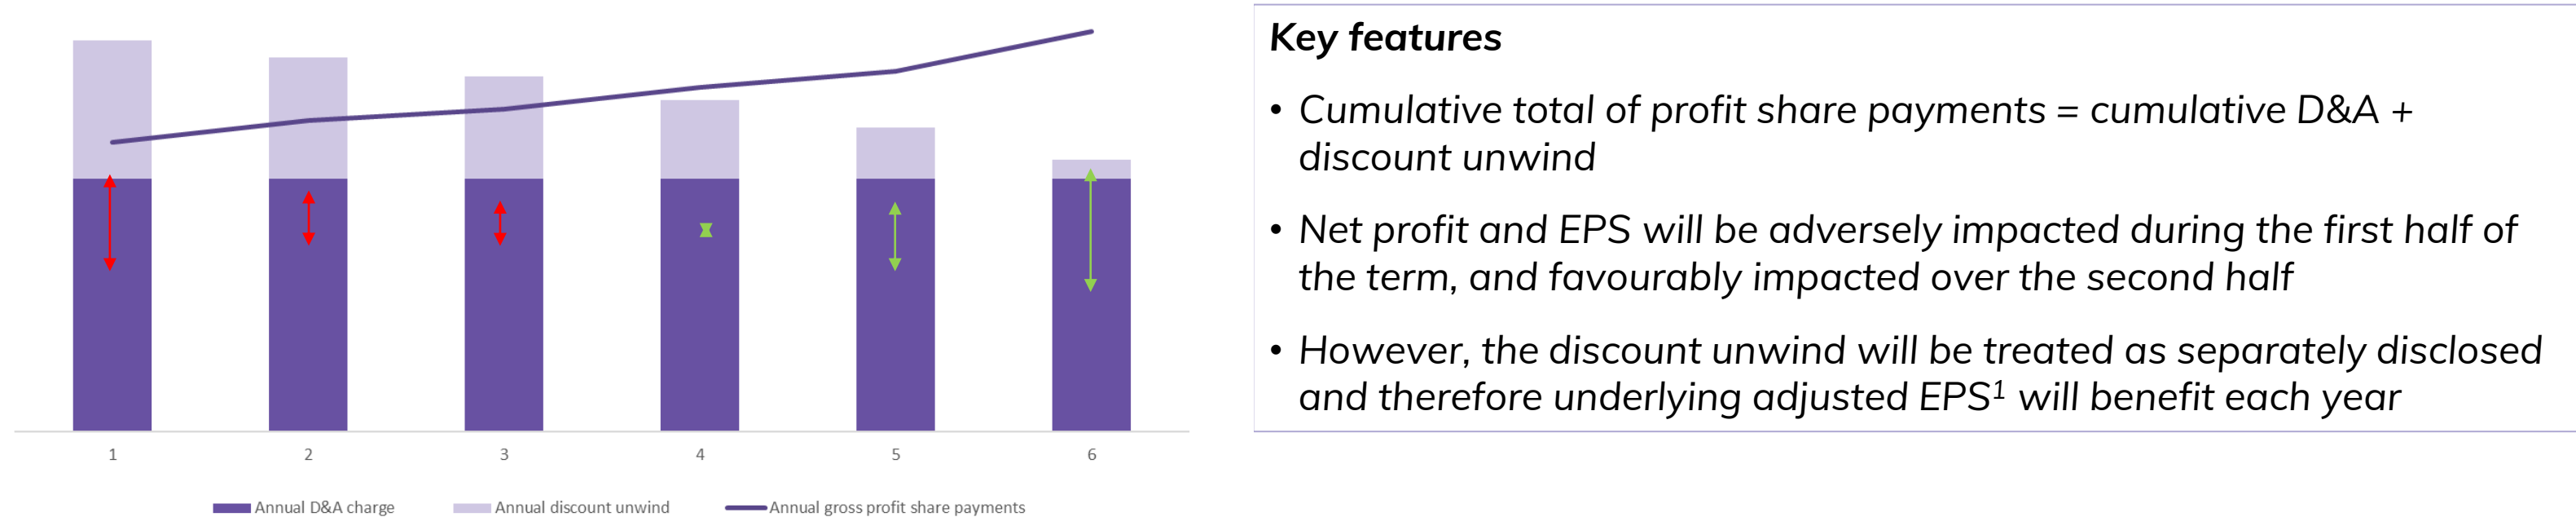 1 2 3 4 5 6
Annual D&A charge Annual discount unwind Annual gross profit share payments
Key features
• Cumulative total of profit share payments = cumulative D&A +
discount unwind
• Net profit and EPS will be adversely impacted during the first half of
the term, and favourably impacted over the second half
• However, the discount unwind will be treated as separately disclosed
and therefore underlying adjusted EPS1 will benefit each year